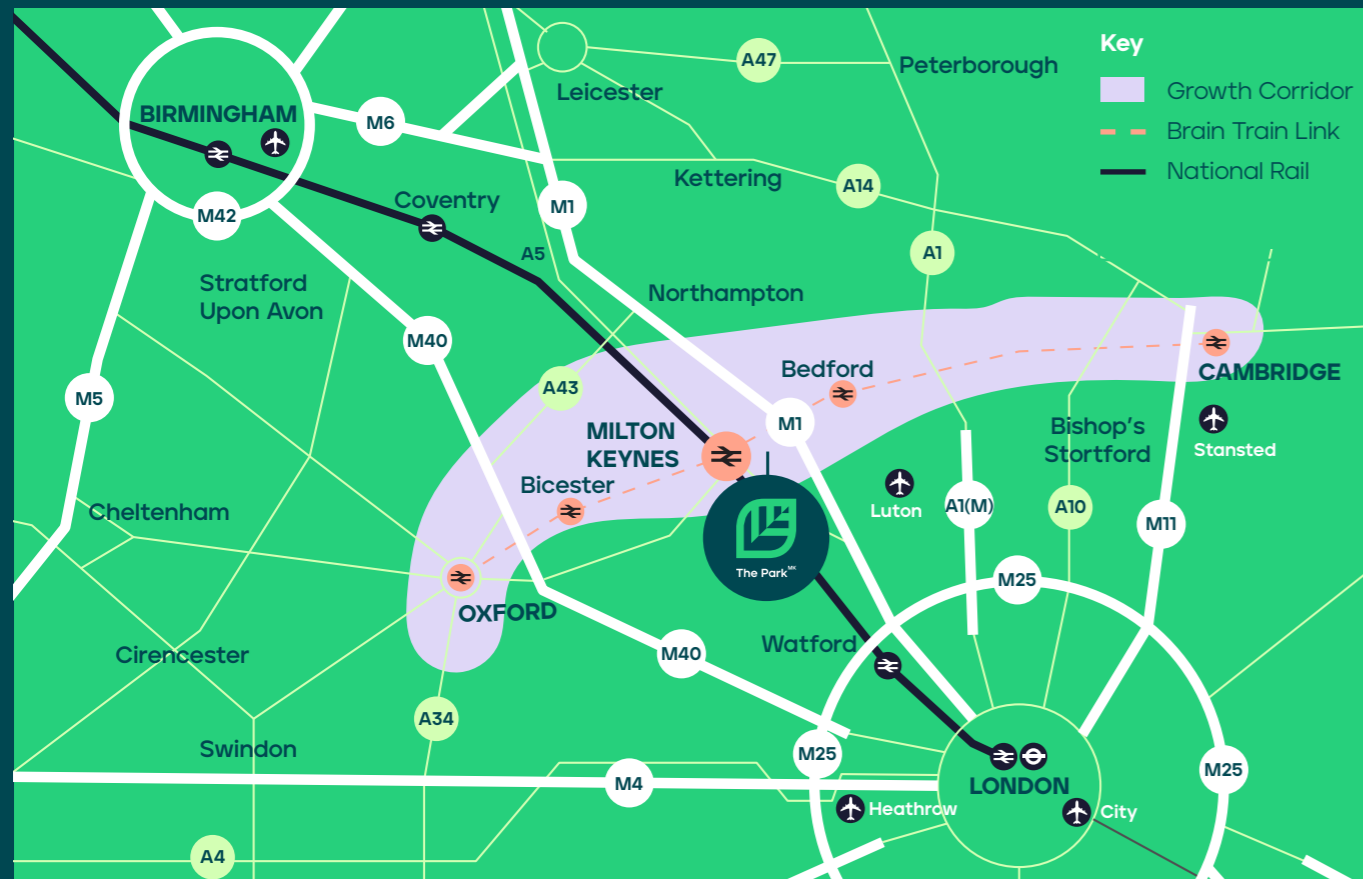 Key
Growth Corridor
Brain Train Link
National Rail
A47
Peterborough
Leicester
BIRMINGHAM
M6
Kettering
A14
Coventry
M1
M42
A5
A1
Stratford
Upon Avon
Northampton
M40
CAMBRIDGE
Bedford
A43
M5
M1
MILTON
KEYNES
Bishop's
Stortford
Stansted
Bicester
Luton
A1(M)
A10
M11
Cheltenham
The Park MK
M25
OXFORD
Watford
M40
Cirencester
A34
Swindon
M25
M25
M4
LONDON
Heathrow
City
A4